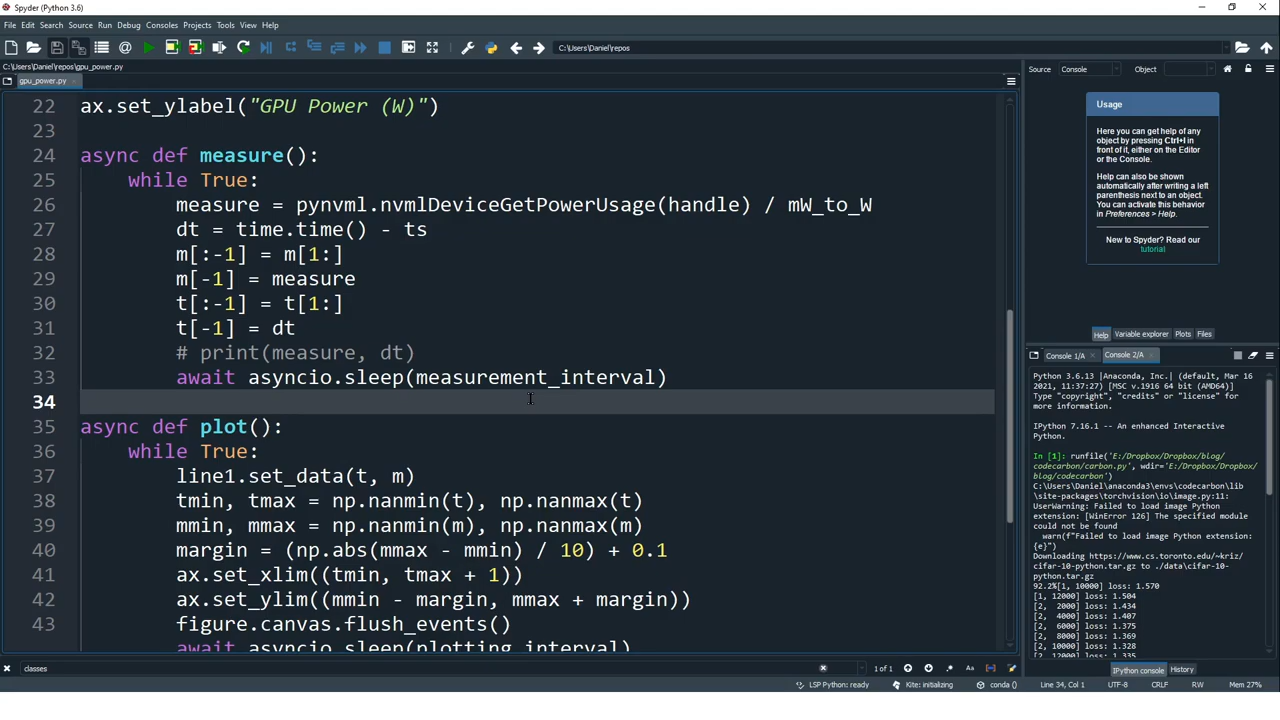 Spyder (Python 3.6)
File Edit Search Source Run Debug Consoles Projects Tools View Help
C:\Users\Daniel\repos
C:\Users\Daniel\repos\gpu_power.py
gpu_power.py
22 ax.set_ylabel("GPU Power (W)")
23
24 async def measure():
25 while True:
26 measure = pynvml.nvmlDeviceGetPowerUsage(handle) / mW_to_W
27 dt = time.time() - ts
28 m[:-1] = m[1:]
29 m[-1] = measure
30 t[:-1] = t[1:]
31 t[-1] = dt
32 # print(measure, dt)
33 await asyncio.sleep(measurement_interval)
34
35 async def plot():
36 while True:
37 line1.set_data(t, m)
38 tmin, tmax = np.nanmin(t), np.nanmax(t)
39 mmin, mmax = np.nanmin(m), np.nanmax(m)
40 margin = (np.abs(mmax - mmin) / 10) + 0.1
41 ax.set_xlim((tmin, tmax + 1))
42 ax.set_ylim((mmin - margin, mmax + margin))
43 figure.canvas.flush_events()
await asyncio.sleep(plotting_interval)
classes
1 of 1
Aa
Source Console Object
Usage
Here you can get help of any
object by pressing Ctrl+I in
front of it, either on the Editor
or the Console.
Help can also be shown
automatically after writing a left
parenthesis next to an object.
You can activate this behavior
in Preferences > Help.
New to Spyder? Read our
tutorial
Help Variable explorer Plots Files
Console 1/A Console 2/A
Python 3.6.13 |Anaconda, Inc.| (default, Mar 16
2021, 11:37:27) [MSC v.1916 64 bit (AMD64)]
Type "copyright", "credits" or "license" for
more information.
IPython 7.16.1 -- An enhanced Interactive
Python.
In [1]: runfile('E:/Dropbox/Dropbox/blog/
codecarbon/carbon.py', wdir='E:/Dropbox/Dropbox/
blog/codecarbon')
C:\Users\Daniel\anaconda3\envs\codecarbon\lib
\site-packages\torchvision\io\image.py:11:
UserWarning: Failed to load image Python
extension: [WinError 126] The specified module
could not be found
warn(f"Failed to load image Python extension:
{e}")
Downloading https://www.cs.toronto.edu/~kriz/
cifar-10-python.tar.gz to ./data\cifar-10-
python.tar.gz
92.2%[1, 10000] loss: 1.570
[1, 12000] loss: 1.504
[2, 2000] loss: 1.434
[2, 4000] loss: 1.407
[2, 6000] loss: 1.375
[2, 8000] loss: 1.369
[2, 10000] loss: 1.328
[2, 12000] loss: 1.335
IPython console History
LSP Python: ready Kite: initializing conda () Line 34, Col 1 UTF-8 CRLF RW Mem 27%